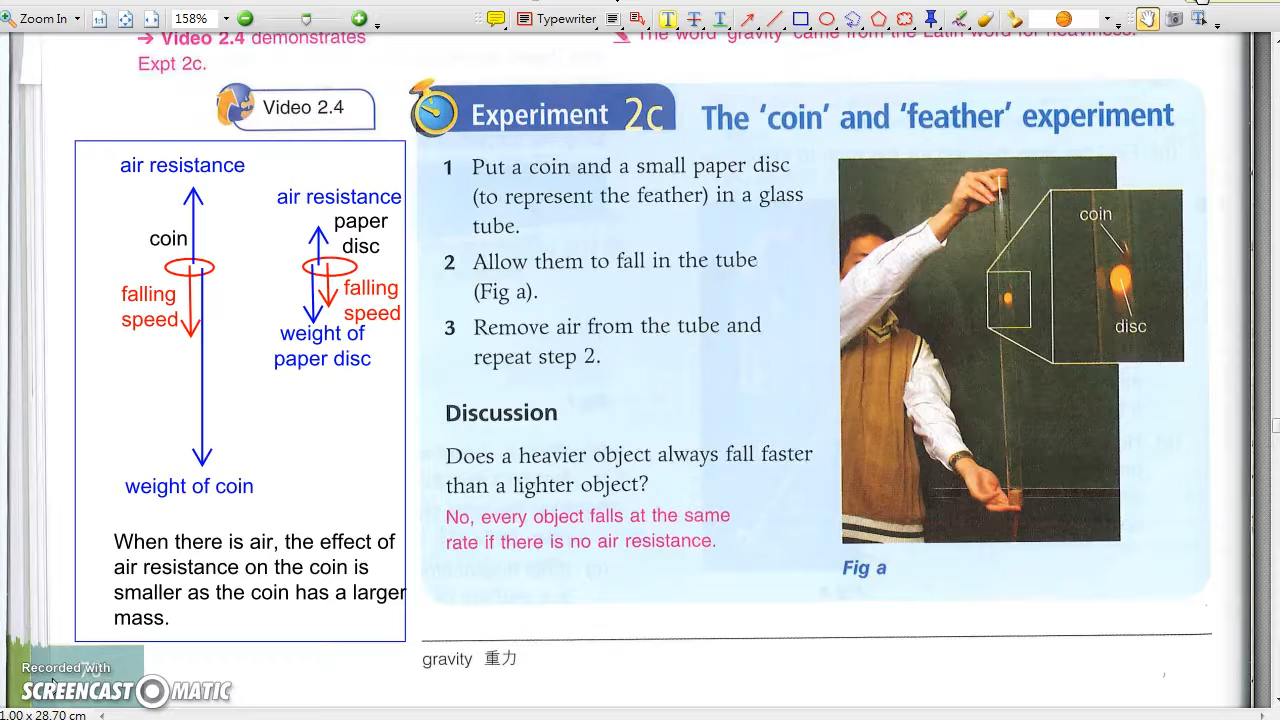 Zoom In
158%
Typewriter
→ Video 2.4 demonstrates
Expt 2c.
The word 'gravity' came from the Latin word for heaviness.
Video 2.4
air resistance
coin
falling
speed
weight of coin
air resistance
paper
disc
falling
speed
weight of
paper disc
When there is air, the effect of
air resistance on the coin is
smaller as the coin has a larger
mass.
Experiment 2c The 'coin' and 'feather' experiment
1 Put a coin and a small paper disc
(to represent the feather) in a glass
tube.
2 Allow them to fall in the tube
(Fig a).
3 Remove air from the tube and
repeat step 2.
Discussion
Does a heavier object always fall faster
than a lighter object?
No, every object falls at the same
rate if there is no air resistance.
coin
disc
Fig a
gravity 重力
Recorded with
SCREENCAST MATIC
1.00 x 28.70 cm